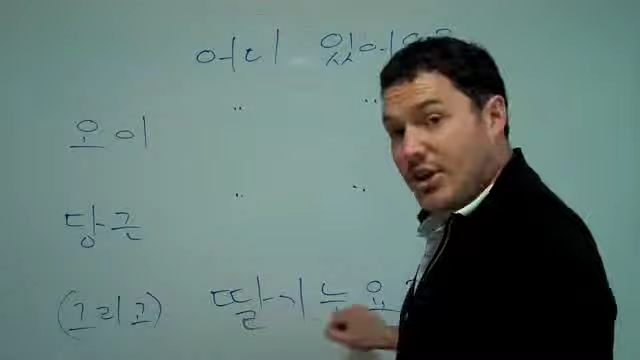 어디 있어요
오이 " "
당근 " "
(그리고) 딸기는요